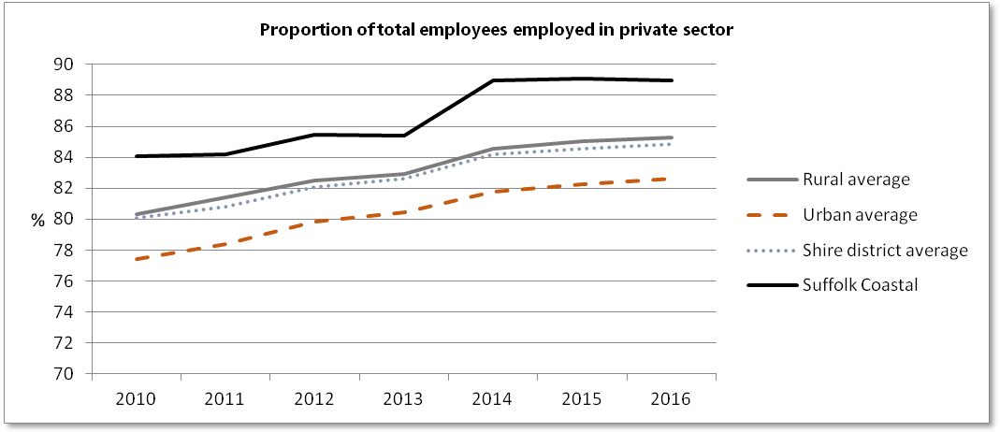 Proportion of total employees employed in private sector
90
88
86
84
82
80
78
76
74
72
70
%
2010 2011 2012 2013 2014 2015 2016
Rural average
Urban average
Shire district average
Suffolk Coastal